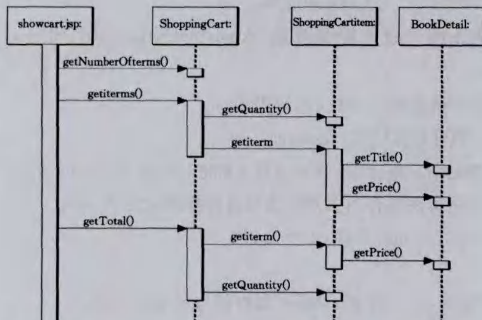 showcart.jsp: ShoppingCart: ShoppingCartitem: BookDetail:
getNumberOfterms()
getiterms()
getQuantity()
getiterm
getTitle()
getPrice()
getTotal()
getiterm()
getPrice()
getQuantity()